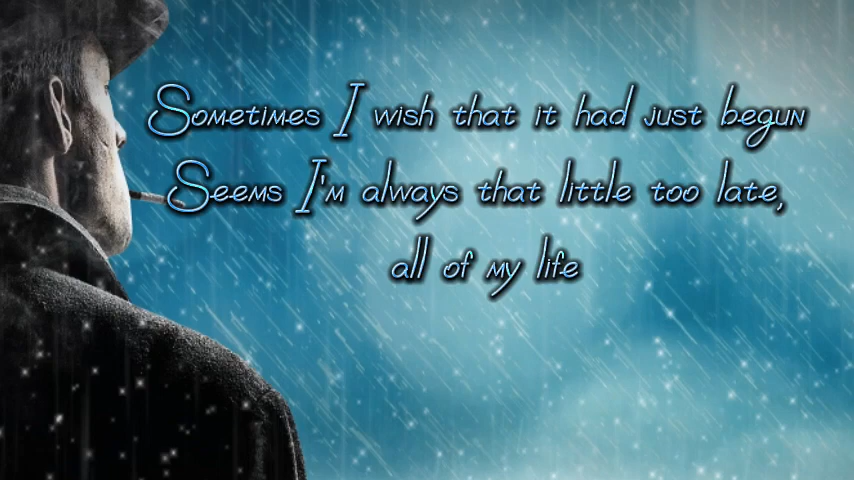 Sometimes I wish that it had just begun
Seems I'm always that little too late,
all of my life